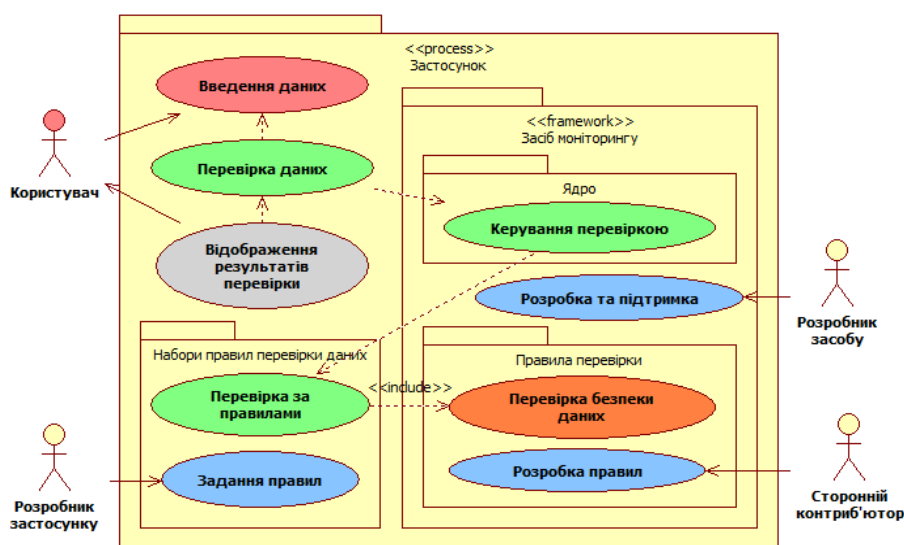 <<process>>
Застосунок
Введення даних
<<framework>>
Засіб моніторингу
Користувач
Перевірка даних
Ядро
Керування перевіркою
Відображення
результатів
перевірки
Розробка та підтримка
Розробник
засобу
Набори правил перевірки даних
Правила перевірки
<<include>>
Перевірка за
правилами
Перевірка безпеки
даних
Розробник
застосунку
Задання правил
Розробка правил
Сторонній
контриб'ютор